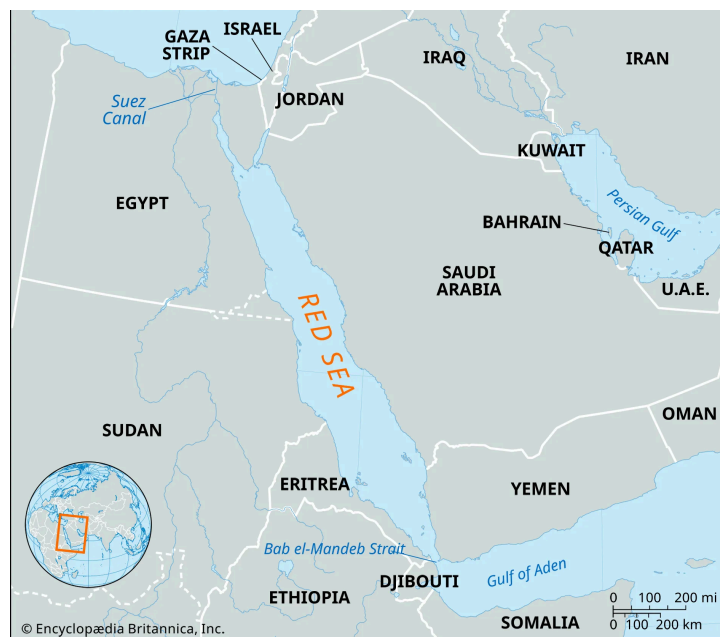 ISRAEL
GAZA
STRIP
IRAQ
IRAN
Suez
Canal
JORDAN
KUWAIT
EGYPT
Persian Gulf
BAHRAIN
QATAR
SAUDI
ARABIA
U.A.E.
RED SEA
OMAN
SUDAN
ERITREA
YEMEN
Bab el-Mandeb Strait
Gulf of Aden
DJIBOUTI
ETHIOPIA
SOMALIA
0 100 200 mi
0 100 200 km
© Encyclopædia Britannica, Inc.